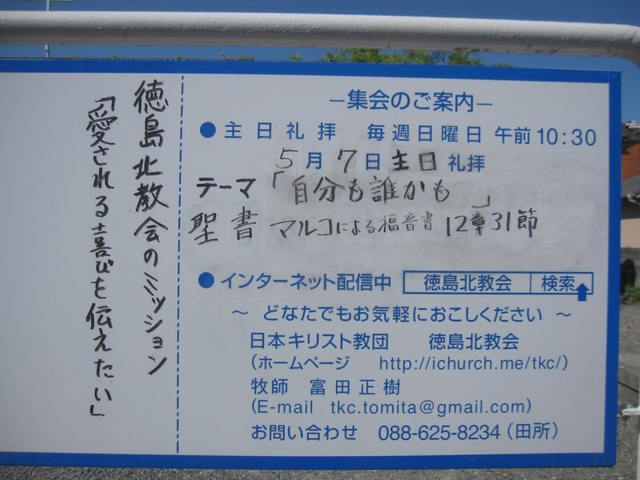 徳島北教会のミッション
「愛される喜びを伝えたい」
―集会のご案内―
●主日礼拝 毎週日曜日 午前10:30
5月7日主日礼拝
テーマ「自分も誰かも」
聖書 マルコによる福音書 12章31節
●インターネット配信中 徳島北教会 検索
～ どなたでもお気軽におこしください ～
日本キリスト教団 徳島北教会
(ホームページ http://ichurch.me/tkc/)
牧師 富田正樹
(E-mail tkc.tomita@gmail.com)
お問い合わせ 088-625-8234 (田所)